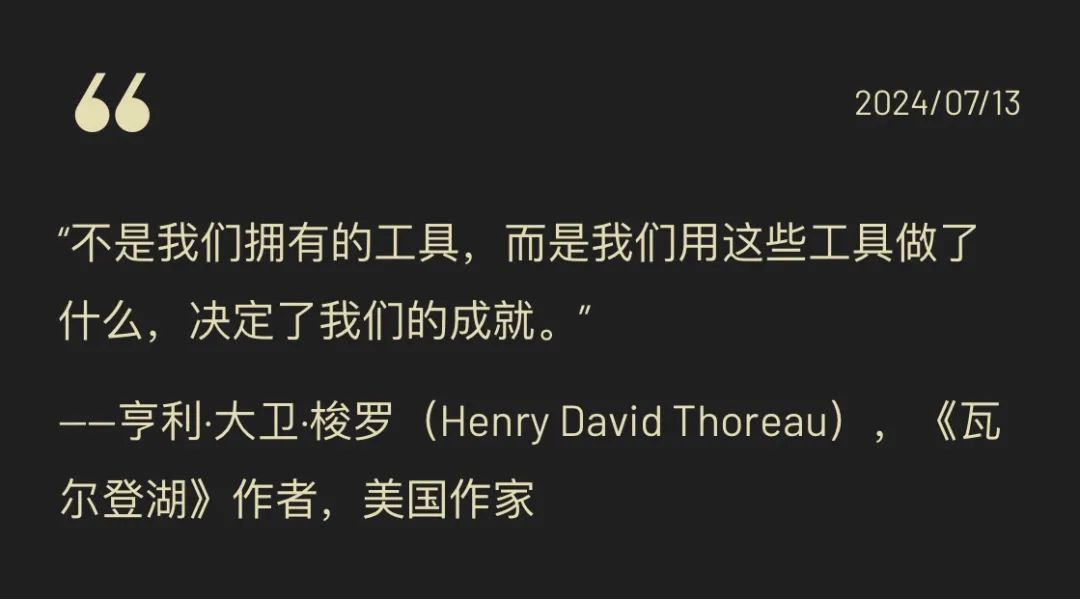 “
2024/07/13
“不是我们拥有的工具，而是我们用这些工具做了
什么，决定了我们的成就。”
——亨利·大卫·梭罗（Henry David Thoreau），《瓦
尔登湖》作者，美国作家